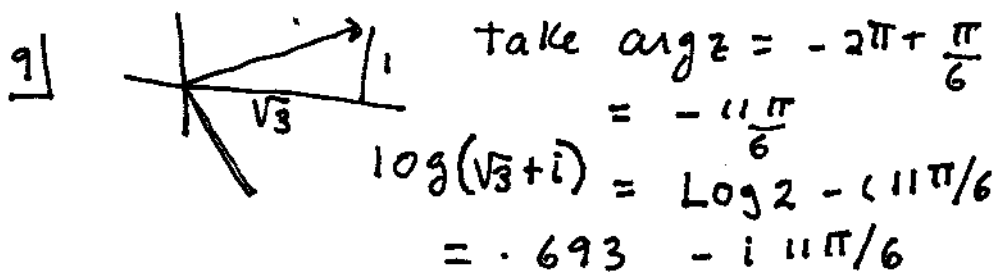 9
1
√3
take arg z = - 2π + π/6
= - 11π/6
log(√3+i) = Log 2 - i 11π/6
= .693 - i 11π/6